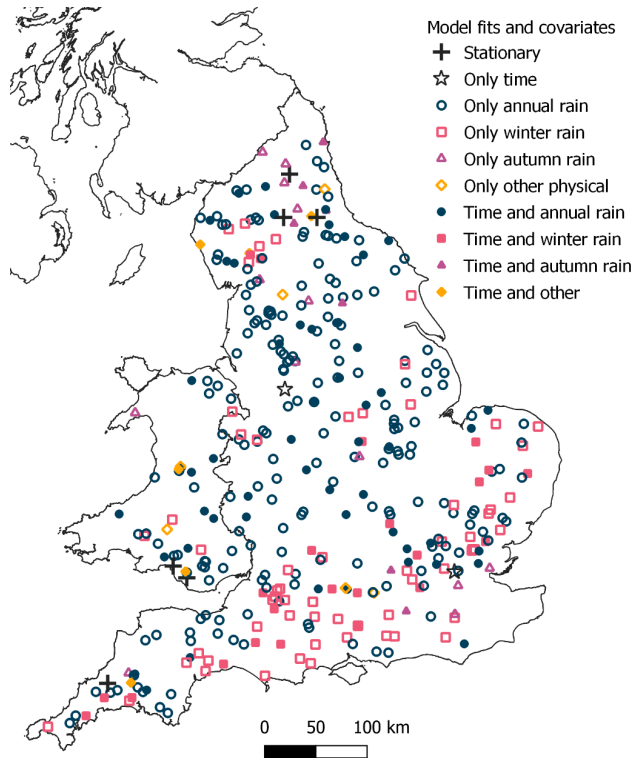 Model fits and covariates
Stationary
Only time
Only annual rain
Only winter rain
Only autumn rain
Only other physical
Time and annual rain
Time and winter rain
Time and autumn rain
Time and other
0 50 100 km